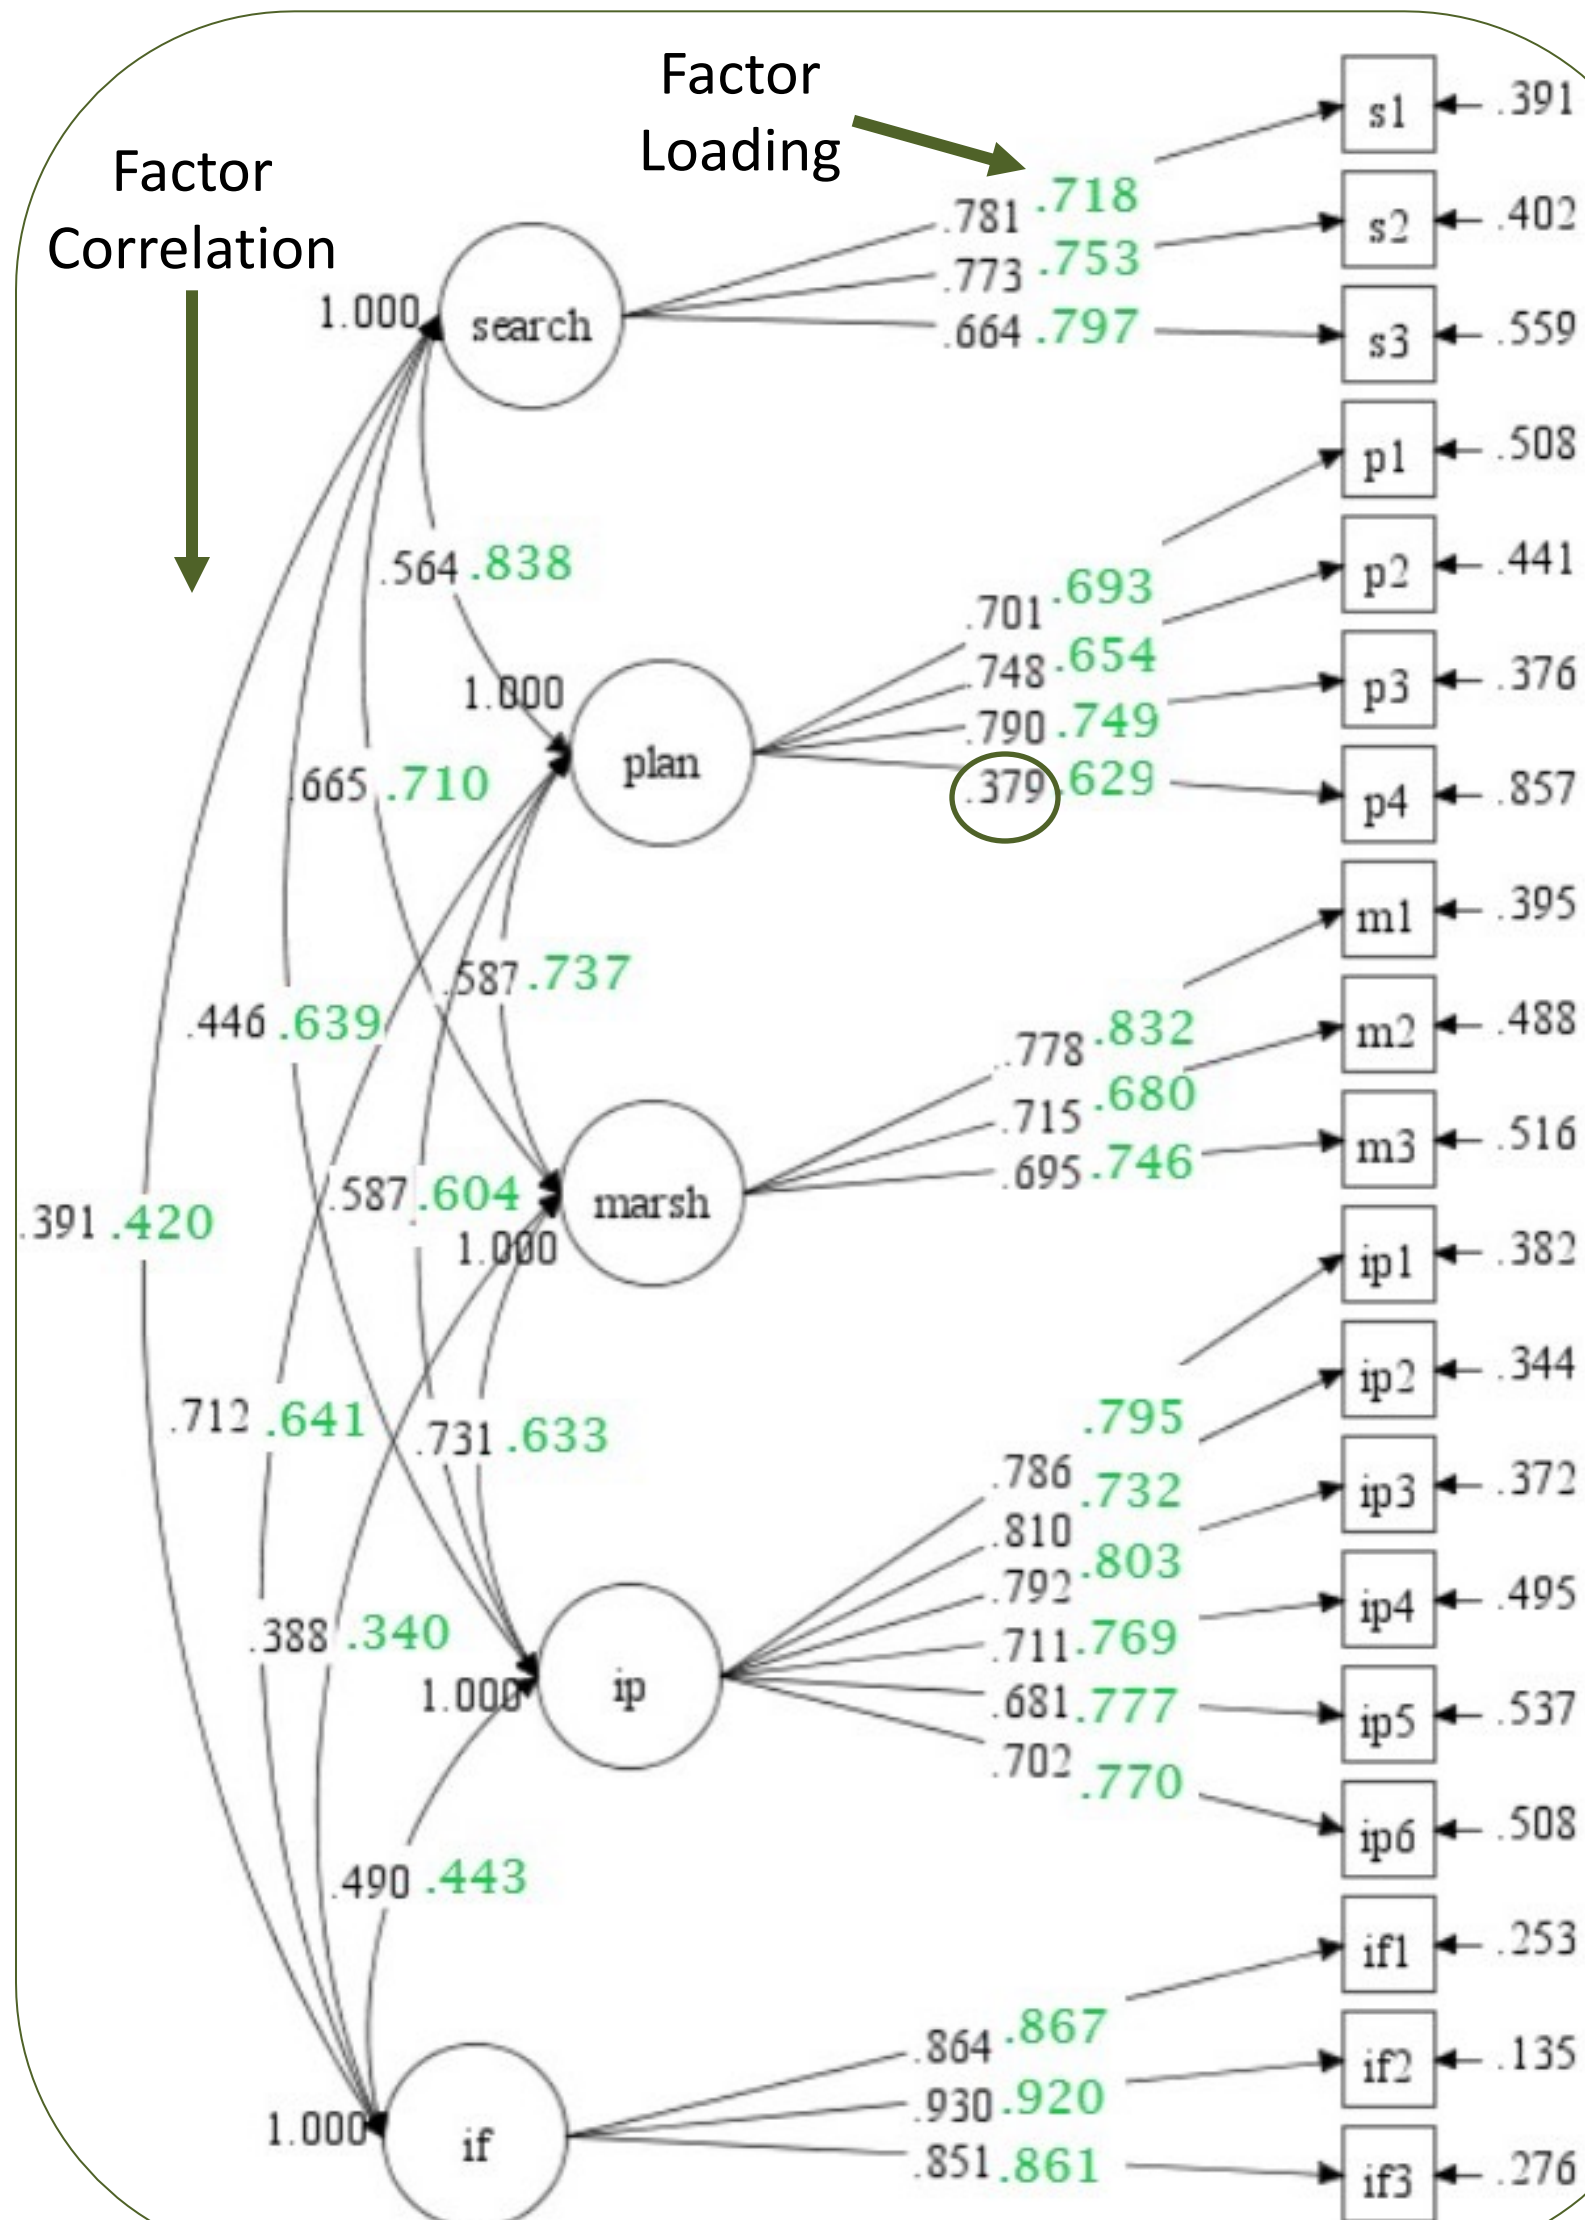 Factor
Loading
Factor
Correlation
s1
.391
.781 .718
s2
.402
.773 .753
search
1.000
.664 .797
s3
.559
p1
.508
.564 .838
p2
.441
.701 .693
.748 .654
p3
.376
1.000
plan
.790 .749
.379 .629
p4
.857
.665 .710
m1
.395
.587 .737
.446 .639
m2
.488
.778 .832
.715 .680
m3
.516
.695 .746
.587 .604
marsh
1.000
.391 .420
ip1
.382
ip2
.344
.712 .641
.731 .633
.795
.786
.732
ip3
.372
.810
.803
.792
ip4
.495
.388 .340
.711 .769
1.000
ip
.681 .777
ip5
.537
.702 .770
ip6
.508
.490 .443
if1
.253
.864 .867
if2
.135
.930 .920
1.000
if
.851 .861
if3
.276